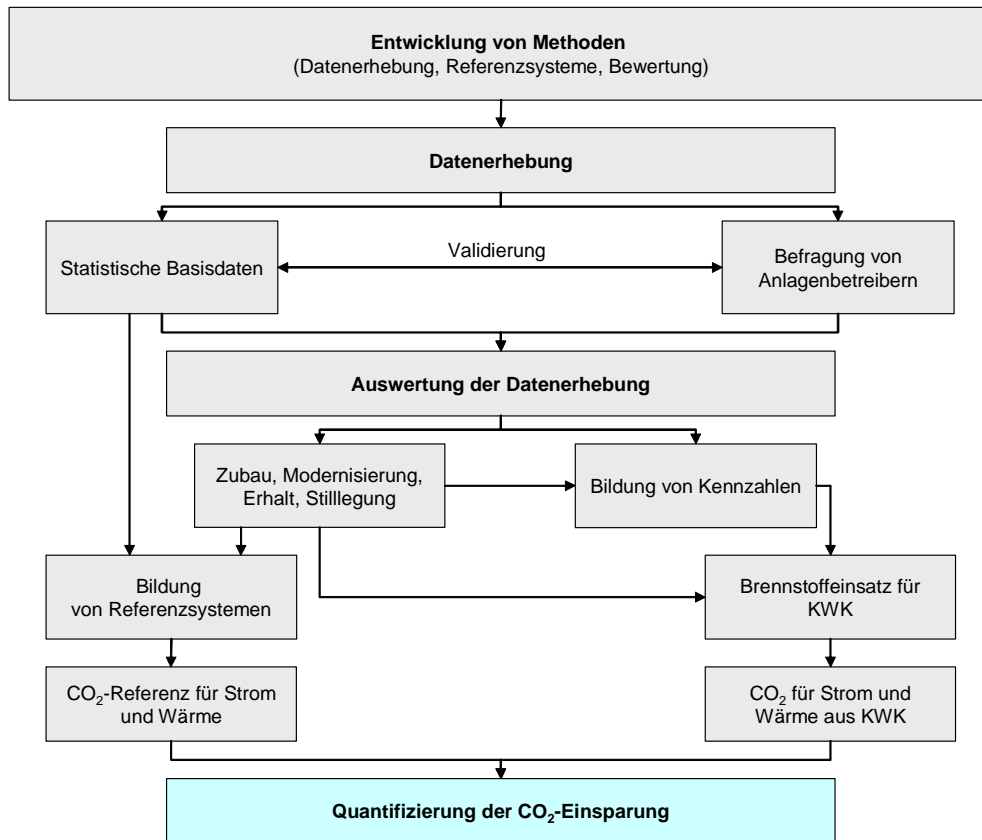 Entwicklung von Methoden
(Datenerhebung, Referenzsysteme, Bewertung)
Datenerhebung
Statistische Basisdaten
Validierung
Befragung von
Anlagenbetreibern
Auswertung der Datenerhebung
Zubau, Modernisierung,
Erhalt, Stilllegung
Bildung von Kennzahlen
Bildung
von Referenzsystemen
Brennstoffeinsatz für
KWK
CO₂-Referenz für Strom
und Wärme
CO₂ für Strom und
Wärme aus KWK
Quantifizierung der CO₂-Einsparung